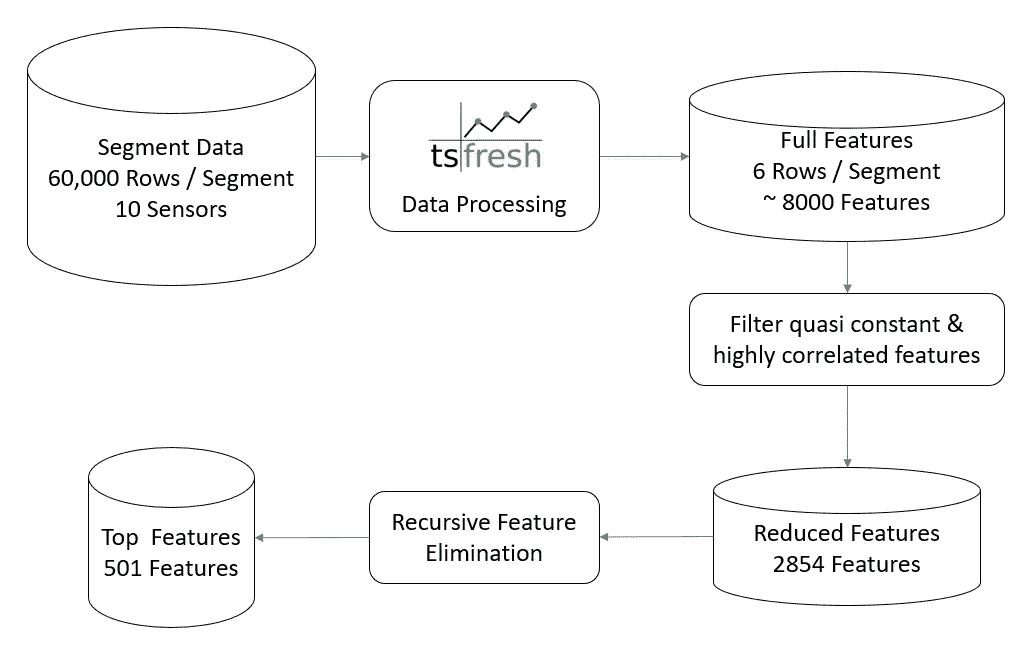 Segment Data
60,000 Rows / Segment
10 Sensors
tsfresh
Data Processing
Full Features
6 Rows / Segment
~ 8000 Features
Filter quasi constant &
highly correlated features
Reduced Features
2854 Features
Recursive Feature
Elimination
Top Features
501 Features